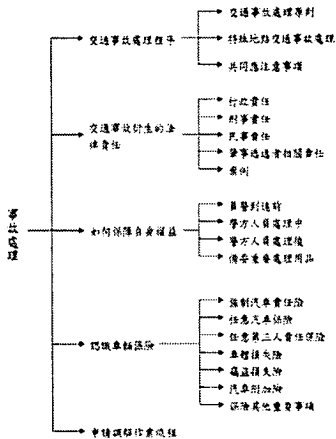 事故處理
交通事故處理程序
交通事故處理原則
特殊地點交通事故處理
共同應注意事項
交通事故衍生的法律責任
行政責任
刑事責任
民事責任
肇事逃逸者相關責任
案例
如何保障自身權益
員警到達前
警方人員處理中
警方人員處理後
備妥重要處理用品
認識車輛保險
強制汽車責任險
任意汽車保險
任意第三人責任保險
車體損失險
竊盜損失險
汽車附加險
保險其他重要事項
申請調解作業流程